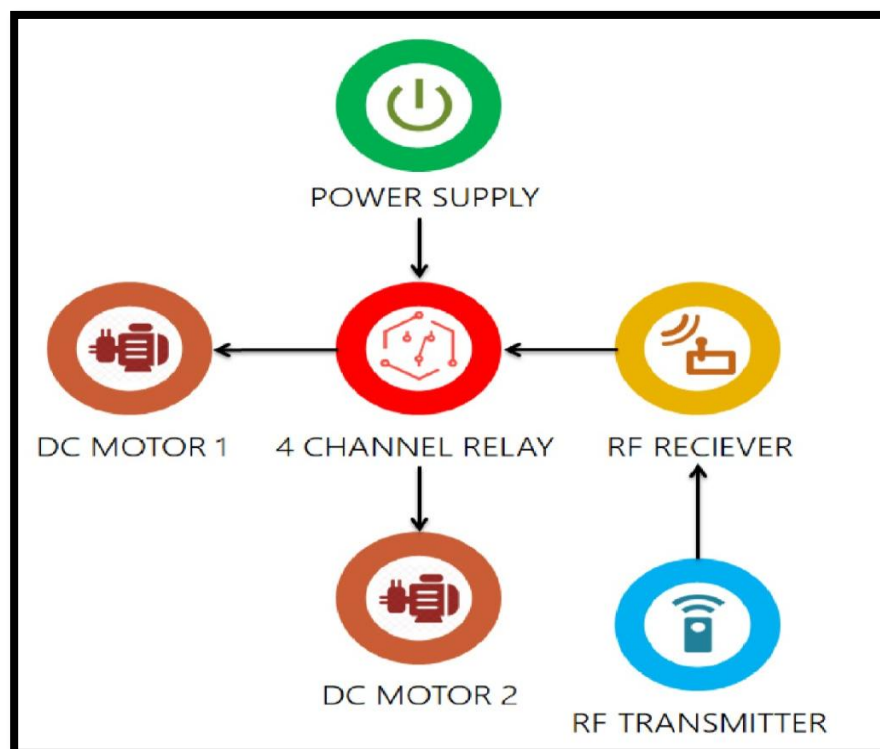 POWER SUPPLY
DC MOTOR 1
4 CHANNEL RELAY
RF RECIEVER
DC MOTOR 2
RF TRANSMITTER